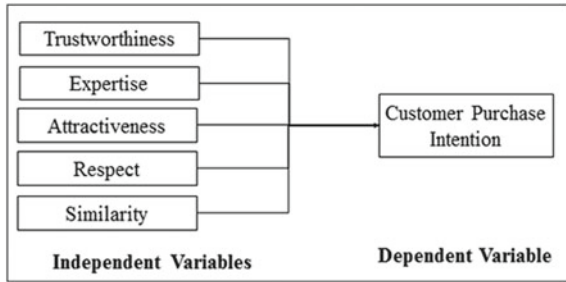 Trustworthiness
Expertise
Attractiveness
Respect
Similarity
Customer Purchase
Intention
Independent Variables
Dependent Variable